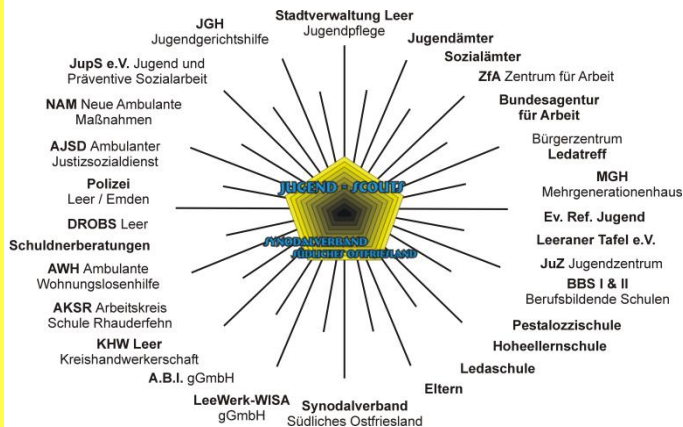 Stadtverwaltung Leer
Jugendpflege
Jugendämter
Sozialämter
ZfA Zentrum für Arbeit
Bundesagentur
für Arbeit
Bürgerzentrum
Ledatreff
MGH
Mehrgenerationenhaus
Ev. Ref. Jugend
Leeraner Tafel e.V.
JuZ Jugendzentrum
BBS I & II
Berufsbildende Schulen
Pestalozzischule
Hoheellernschule
Ledaschule
Eltern
Synodalverband
Südliches Ostfriesland
LeeWerk-WISA
gGmbH
A.B.I. gGmbH
KHW Leer
Kreishandwerkerschaft
AKSR Arbeitskreis
Schule Rhauderfehn
AWH Ambulante
Wohnungslosenhilfe
Schuldnerberatungen
DROBS Leer
Polizei
Leer / Emden
AJSD Ambulanter
Justizsozialdienst
NAM Neue Ambulante
Maßnahmen
JupS e.V. Jugend und
Präventive Sozialarbeit
JGH
Jugendgerichtshilfe
JUGEND - SCOUTS
SYNODALVERBAND
SÜDLICHES OSTFRIESLAND